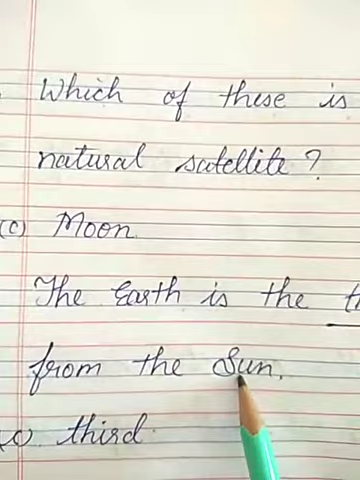 Which of these is
natural satellite?
(c) Moon.
The Earth is the
from the Sun.
(c) third